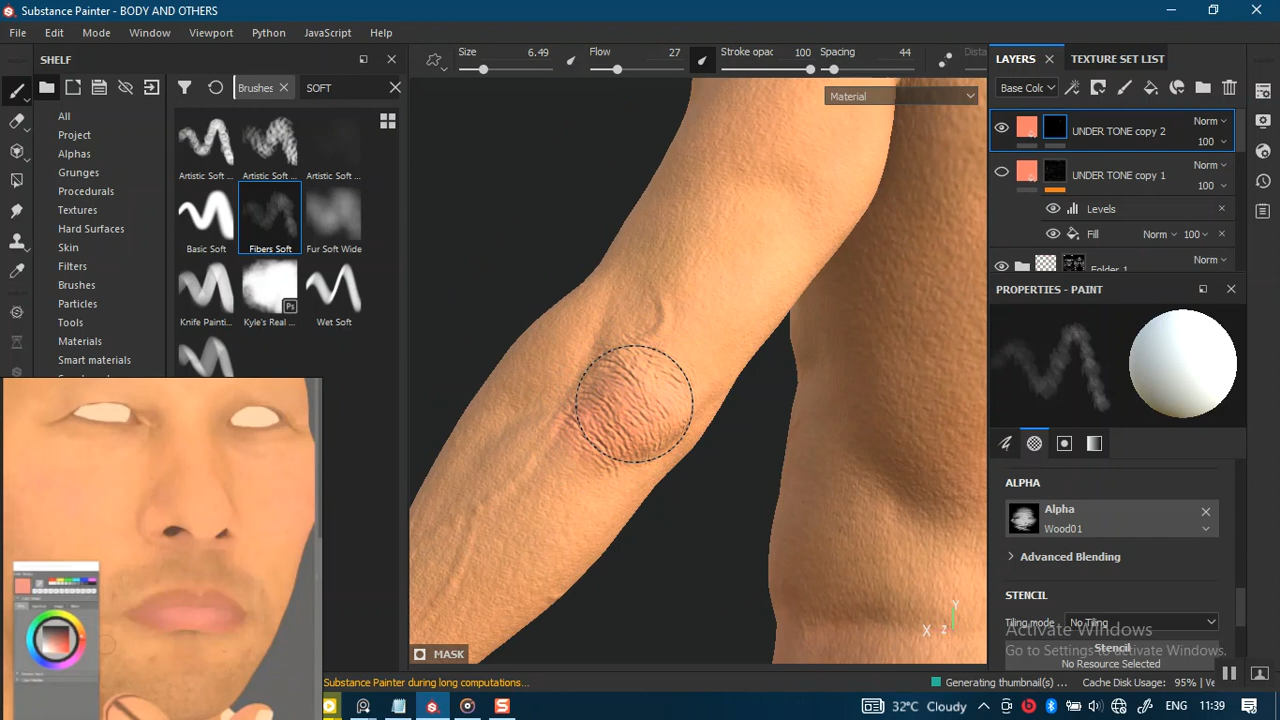 Substance Painter - BODY AND OTHERS
File Edit Mode Window Viewport Python JavaScript Help
SHELF
Size 6.49 Flow 27 Stroke opac 100 Spacing 44 Dista
LAYERS TEXTURE SET LIST
Brushes SOFT
Base Colo
Material
All
Project
Alphas
Grunges
Procedurals
Textures
Hard Surfaces
Skin
Filters
Brushes
Particles
Tools
Materials
Smart materials
Artistic Soft ... Artistic Soft ... Artistic Soft ...
Basic Soft Fibers Soft Fur Soft Wide
Knife Painti... Kyle's Real ... Wet Soft
Ps
UNDER TONE copy 2 Norm 100
UNDER TONE copy 1 Norm 100
Levels
Fill Norm 100
Folder 1 Norm
PROPERTIES - PAINT
ALPHA
Alpha
Wood01
Advanced Blending
STENCIL
Tiling mode No Tiling
Stencil
No Resource Selected
Activate Windows
Go to Settings to activate Windows.
Y
X Z
MASK
Substance Painter during long computations...
Generating thumbnail(s) ... Cache Disk Usage: 95% | Ve
32°C Cloudy ENG 11:39